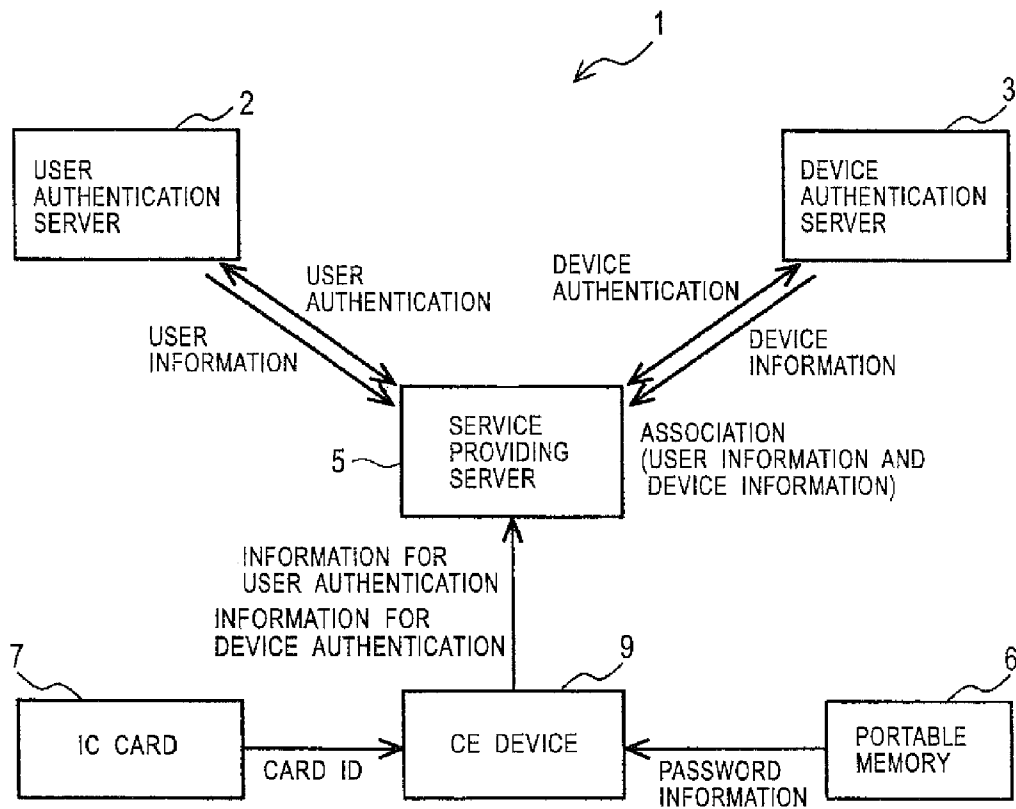 1
2
3
USER
AUTHENTICATION
SERVER
DEVICE
AUTHENTICATION
SERVER
USER
AUTHENTICATION
DEVICE
AUTHENTICATION
USER
INFORMATION
DEVICE
INFORMATION
5
SERVICE
PROVIDING
SERVER
ASSOCIATION
(USER INFORMATION AND
DEVICE INFORMATION)
INFORMATION FOR
USER AUTHENTICATION
INFORMATION FOR
DEVICE AUTHENTICATION
7
9
6
IC CARD
CARD ID
CE DEVICE
PASSWORD
INFORMATION
PORTABLE
MEMORY